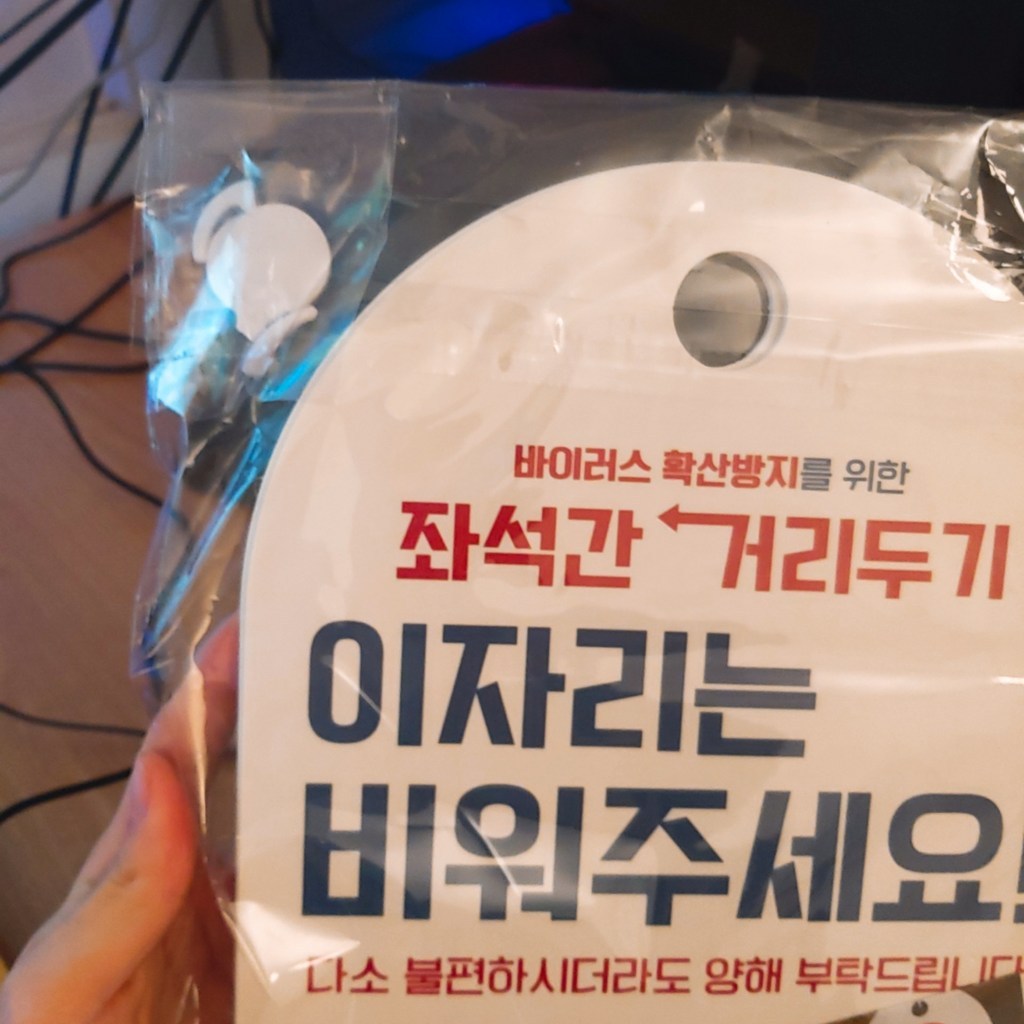 바이러스 확산방지를 위한
좌석간 거리두기
이자리는
비워주세요!
다소 불편하시더라도 양해 부탁드립니다